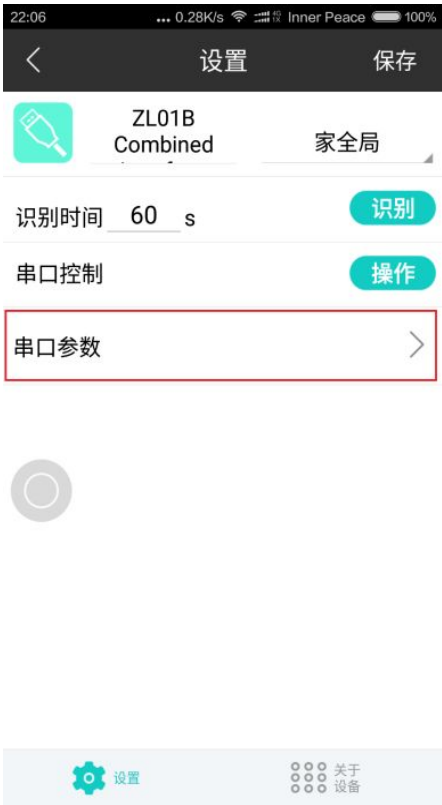 22:06 ... 0.28K/s 4G 1X Inner Peace 100%
设置 保存
ZL01B
Combined
家全局
识别时间 60 s 识别
串口控制 操作
串口参数
设置
关于
设备